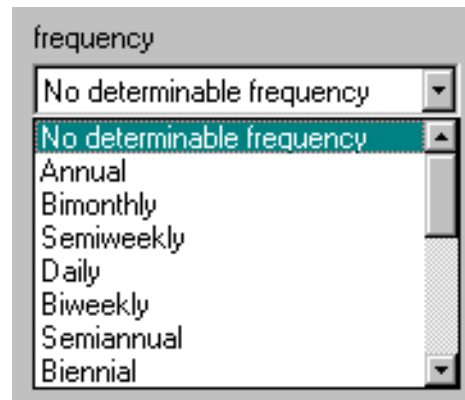 frequency
No determinable frequency
No determinable frequency
Annual
Bimonthly
Semiweekly
Daily
Biweekly
Semiannual
Biennial